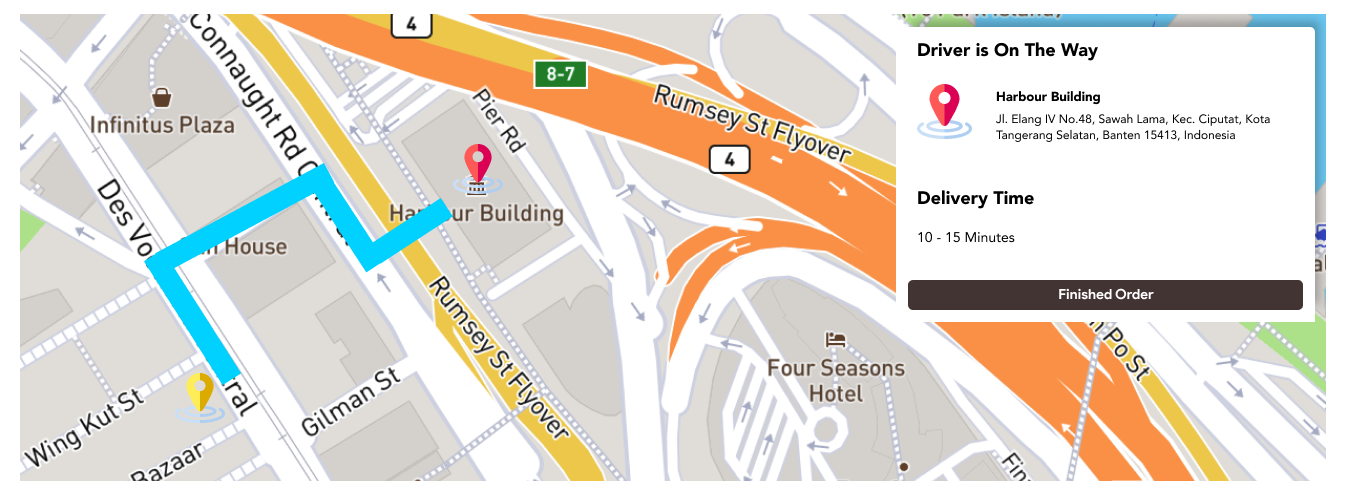 4
8-7
Connaught Rd C
Infinitus Plaza
Pier Rd
Rumsey St Flyover
4
Des Vo
Harbour Building
House
Rumsey St Flyover
Four Seasons
Hotel
Gilman St
Wing Kut St
Bazaar
Po St
Driver is On The Way
Harbour Building
Jl. Elang IV No.48, Sawah Lama, Kec. Ciputat, Kota
Tangerang Selatan, Banten 15413, Indonesia
Delivery Time
10 - 15 Minutes
Finished Order